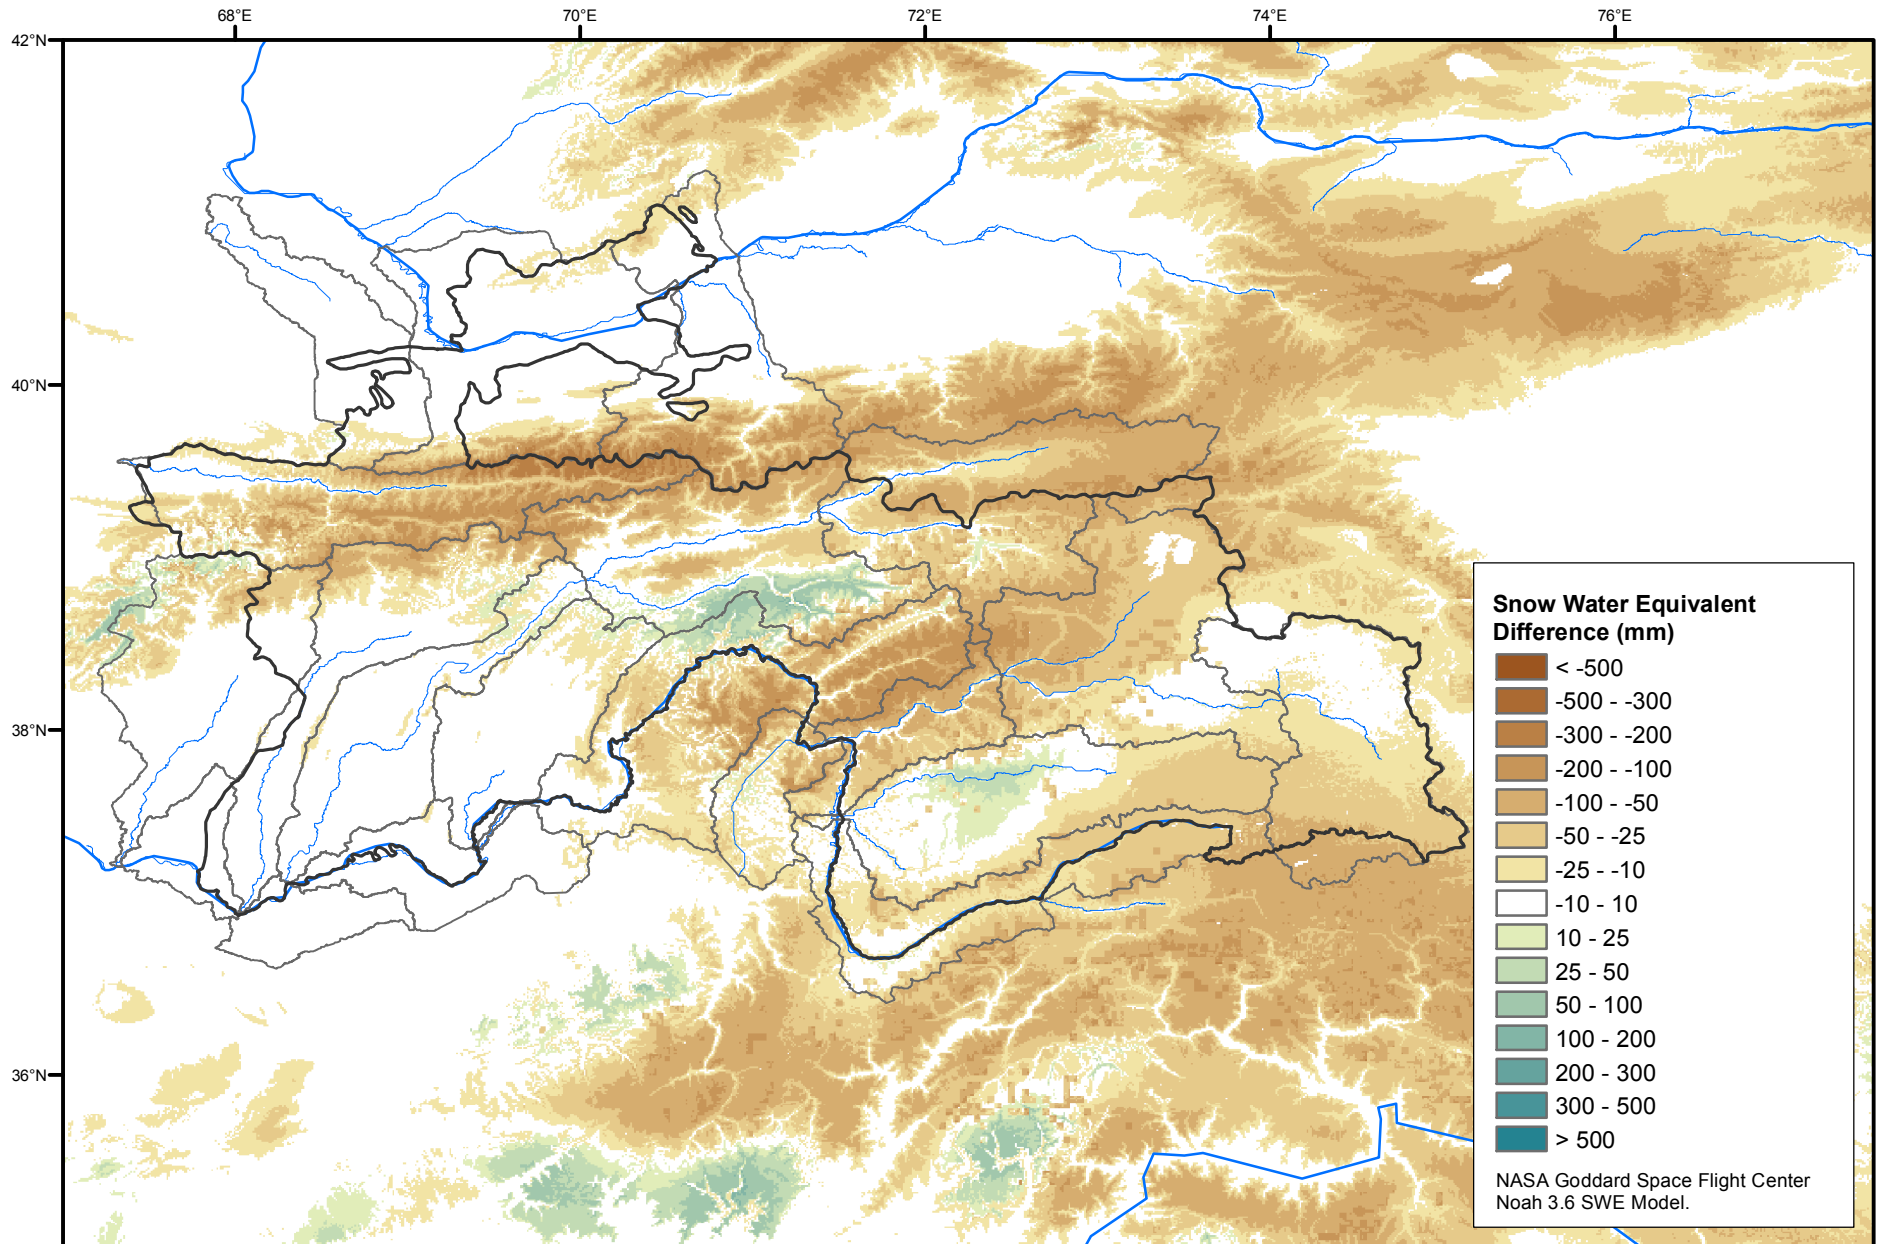 68°E 70°E 72°E 74°E 76°E
42°N
40°N
38°N
36°N
Snow Water Equivalent
Difference (mm)
< -500
-500 - -300
-300 - -200
-200 - -100
-100 - -50
-50 - -25
-25 - -10
-10 - 10
10 - 25
25 - 50
50 - 100
100 - 200
200 - 300
300 - 500
> 500
NASA Goddard Space Flight Center
Noah 3.6 SWE Model.